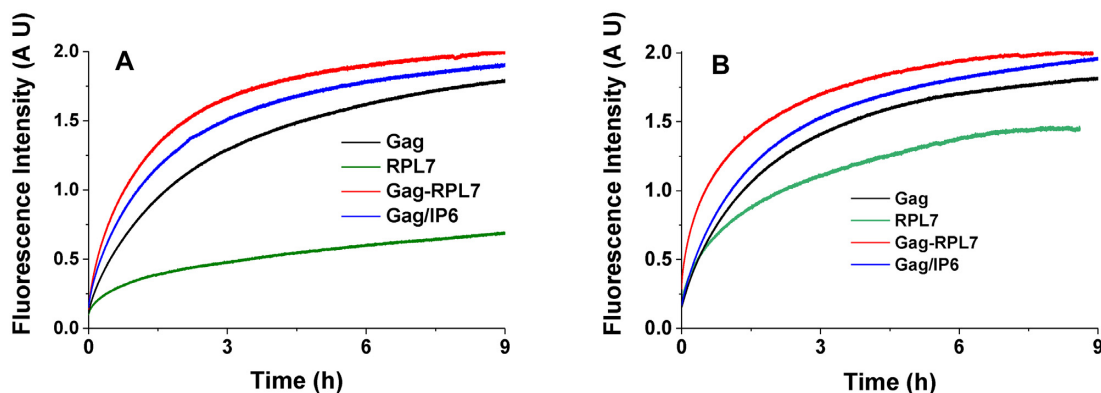 Fluorescence Intensity (A U)
A
2.0
1.5
1.0
0.5
0.0
Gag
RPL7
Gag-RPL7
Gag/IP6
0
3
6
9
Time (h)
Fluorescence Intensity (A U)
B
2.0
1.5
1.0
0.5
0.0
Gag
RPL7
Gag-RPL7
Gag/IP6
0
3
6
9
Time (h)